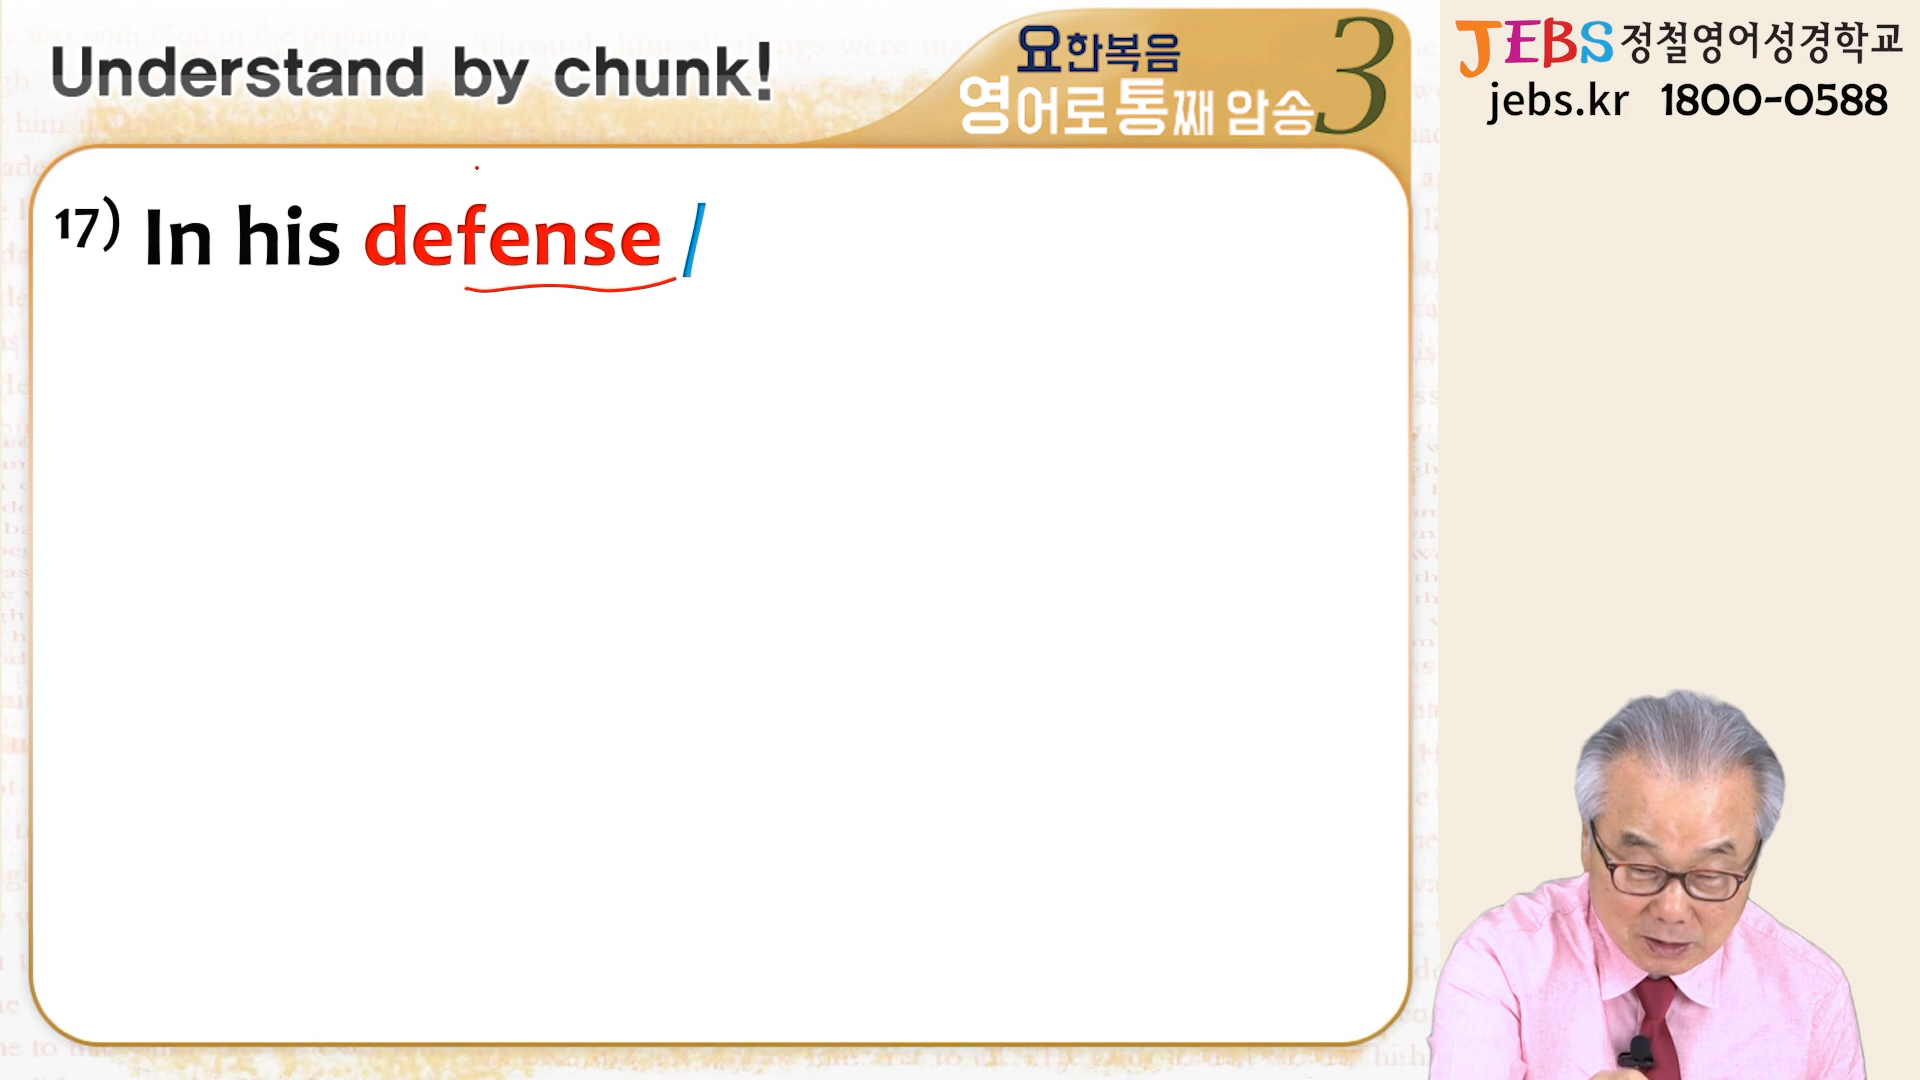 Understand by chunk!
요한복음
영어로 통째 암송 3
JEBS 정철영어성경학교
jebs.kr 1800-0588
17) In his defense /